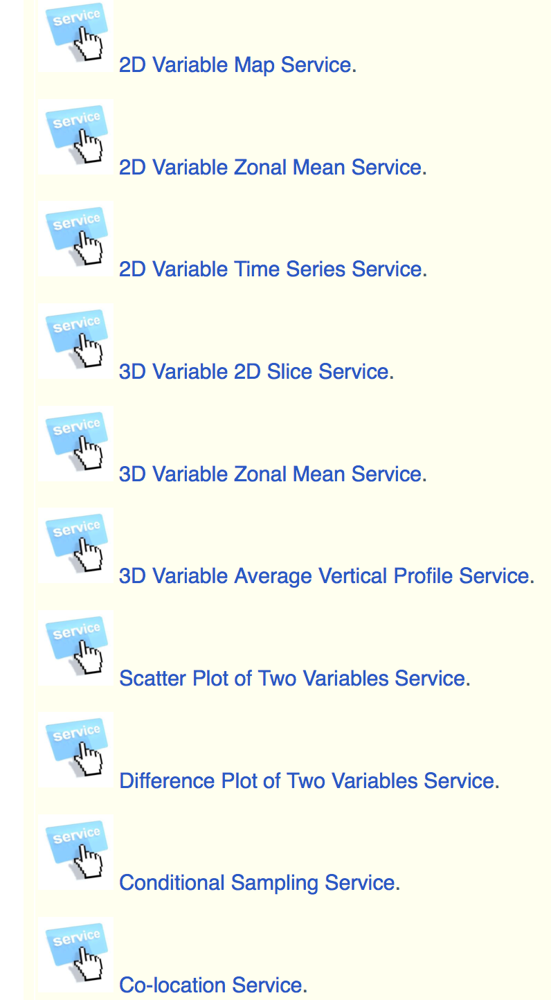 service
2D Variable Map Service.
service
2D Variable Zonal Mean Service.
service
2D Variable Time Series Service.
service
3D Variable 2D Slice Service.
service
3D Variable Zonal Mean Service.
service
3D Variable Average Vertical Profile Service.
service
Scatter Plot of Two Variables Service.
service
Difference Plot of Two Variables Service.
service
Conditional Sampling Service.
service
Co-location Service.